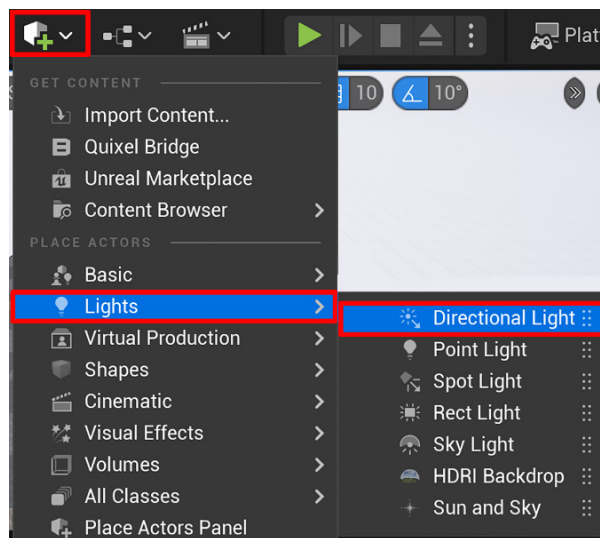 Plat
GET CONTENT
10
10°
Import Content...
Quixel Bridge
Unreal Marketplace
Content Browser
PLACE ACTORS
Basic
Lights
Directional Light
Virtual Production
Point Light
Shapes
Spot Light
Cinematic
Rect Light
Visual Effects
Sky Light
Volumes
HDRI Backdrop
All Classes
Sun and Sky
Place Actors Panel